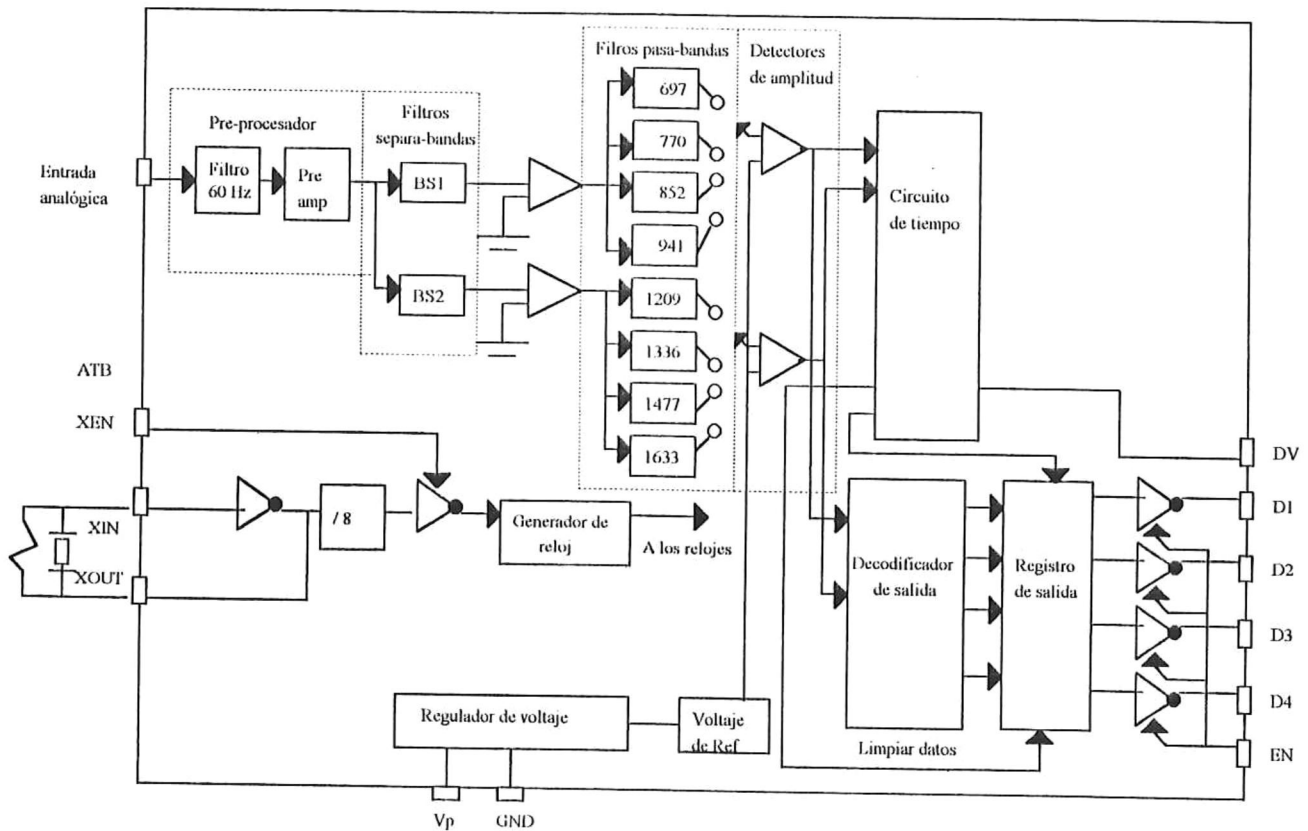 Filros pasa-bandas
Detectores
de amplitud
697
Pre-procesador
Filtros
separa-bandas
770
Entrada
analógica
Filtro
60 Hz
Pre
amp
BS1
852
Circuito
de tiempo
941
BS2
1209
1336
ATB
XEN
1477
1633
DV
XIN
/ 8
Generador de
reloj
A los relojes
D1
XOUT
Decodificador
de salida
Registro
de salida
D2
D3
D4
Regulador de voltaje
Voltaje
de Ref
Limpiar datos
EN
Vp
GND